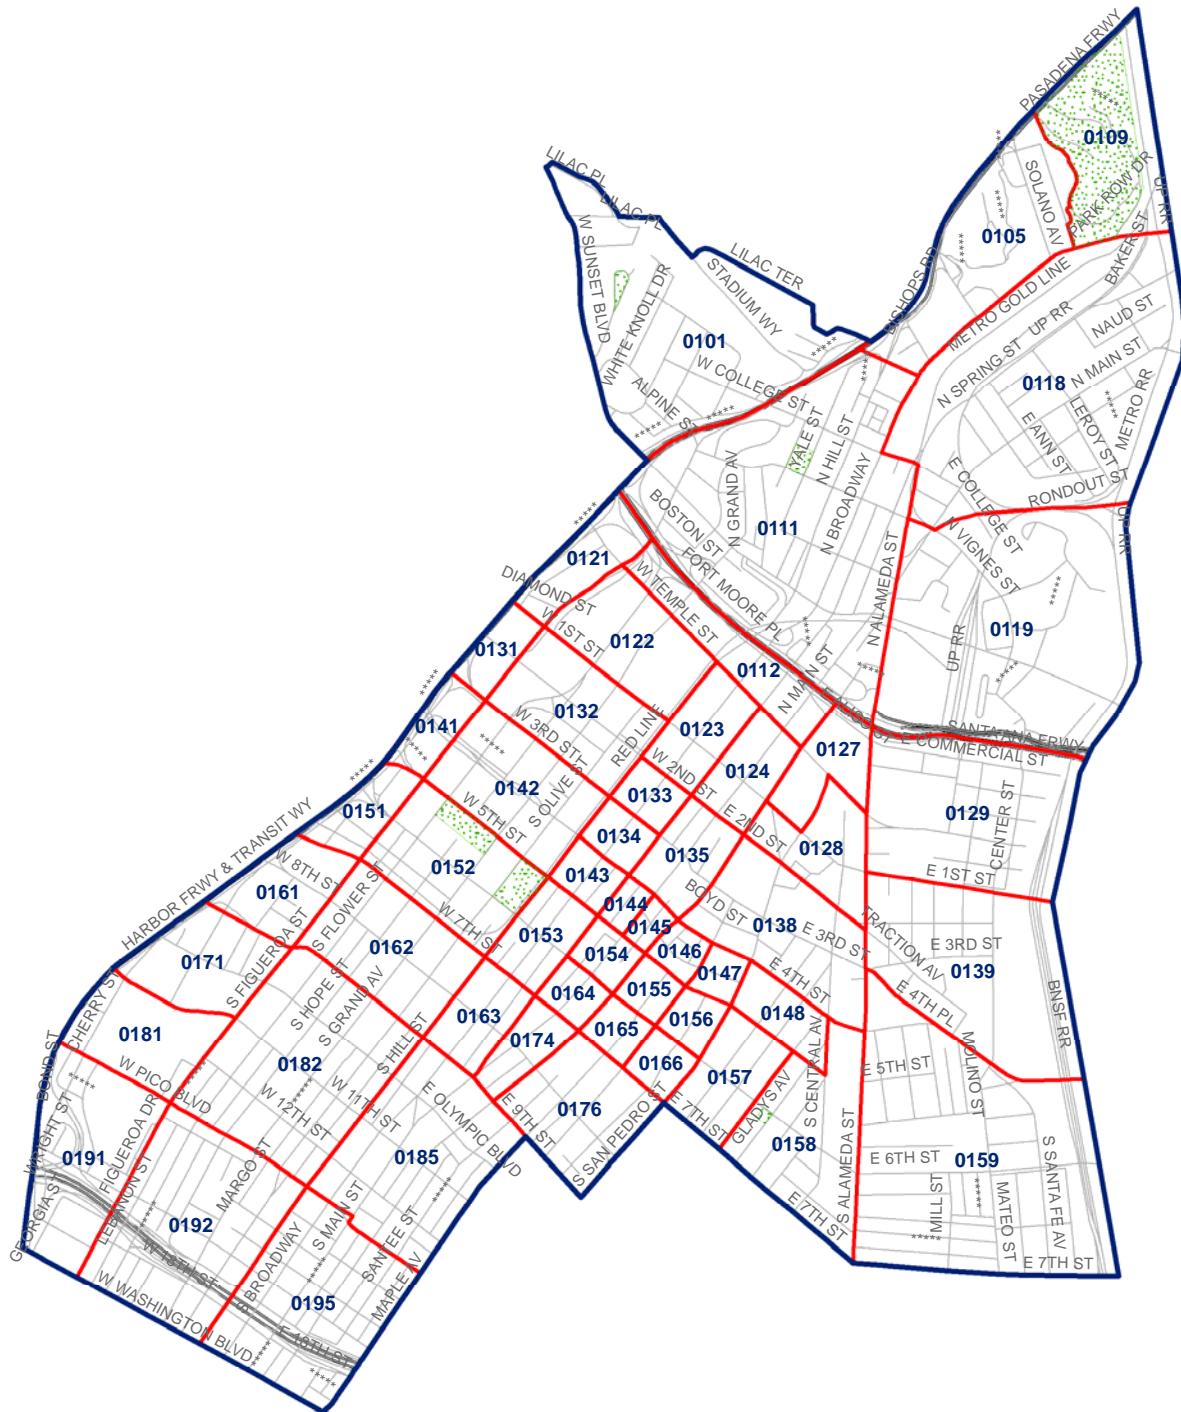 PASADENA FRWY
0109
PARK ROW DR
UP RR
SOLANO AV
0105
BAKER ST
LILAC PL
LILAC PL
W SUNSET BLVD
LILAC TER
STADIUM WY
WHITE KNOLL DR
BISHOPS RD
METRO GOLD LINE
UP RR
NAUD ST
N SPRING ST
N MAIN ST
0101
W COLLEGE ST
ALPINE ST
0118
LEROY ST
METRO RR
E ANN ST
YALE ST
N HILL ST
N BROADWAY
N GRAND AV
E COLLEGE ST
RONDOUT ST
BOSTON ST
0111
N VIGNES ST
UP RR
FORT MOORE PL
N ALAMEDA ST
0121
DIAMOND ST
W TEMPLE ST
W 1ST ST
0122
0119
UP RR
0131
0112
N MAIN ST
0132
RED LINE
0141
W 3RD ST
0123
SANTA ANA FRWY
E COMMERCIAL ST
0127
W 2ND ST
0124
0142
S OLIVE ST
0133
0151
W 5TH ST
0134
E 2ND ST
0129
CENTER ST
HARBOR FRWY & TRANSIT WY
0152
0135
0128
W 8TH ST
0143
E 1ST ST
0161
S FLOWER ST
W 7TH ST
0144
BOYD ST
0145
0138
TRACTION AV
S FIGUEROA ST
0153
0154
0146
E 3RD ST
E 3RD ST
0162
0171
0147
E 4TH ST
0139
S HOPE ST
S GRAND AV
0164
0155
E 4TH PL
BNSF RR
CHERRY ST
0163
0165
0156
0148
0181
S HILL ST
0174
S CENTRAL AV
BOND ST
W PICO BLVD
0182
0166
0157
E 5TH ST
MOLINO ST
W 11TH ST
W 12TH ST
E OLYMPIC BLVD
E 9TH ST
0176
S SAN PEDRO ST
E 7TH ST
GLADYS AV
0158
S ALAMEDA ST
WRIGHT ST
0191
FIGUEROA DR
LEBANON ST
MARGO ST
0185
E 6TH ST
0159
S SANTA FE AV
GEORGIA ST
0192
W 18TH ST
S MAIN ST
SANTEE ST
MAPLE AV
E 7TH ST
MILL ST
MATEO ST
E 7TH ST
S BROADWAY
0195
W WASHINGTON BLVD
E 18TH ST